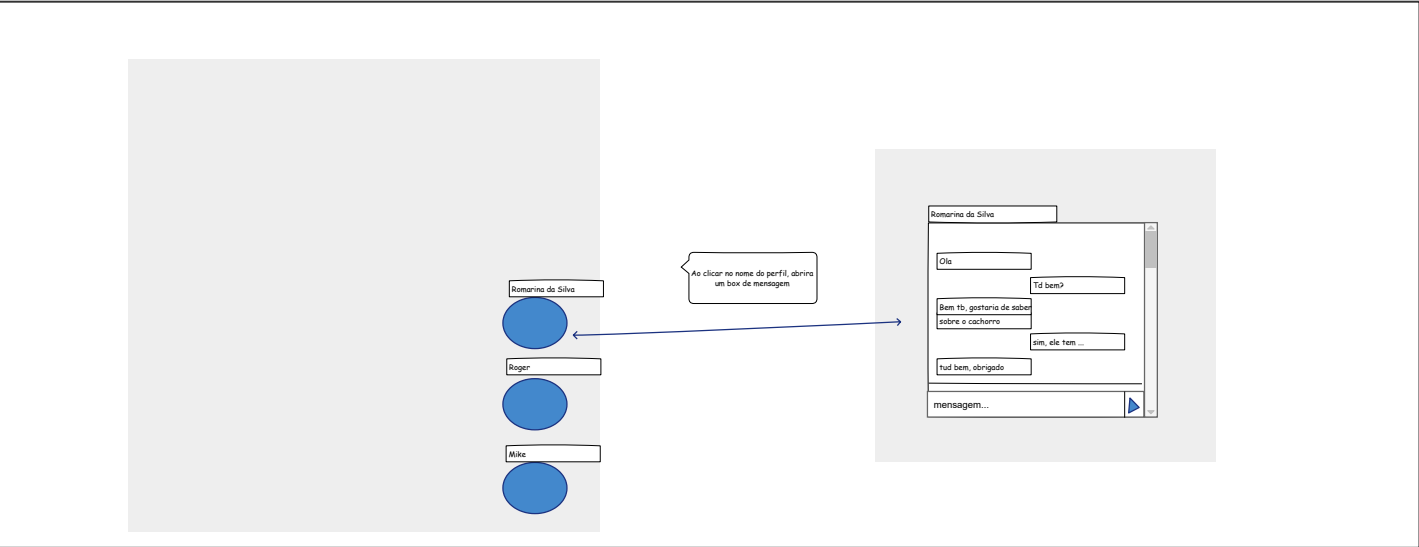 Romarina da Silva
Roger
Mike
Ao clicar no nome do perfil, abrira
um box de mensagem
Romarina da Silva
Ola
Td bem?
Bem tb, gostaria de saber
sobre o cachorro
sim, ele tem ...
tud bem, obrigado
mensagem...